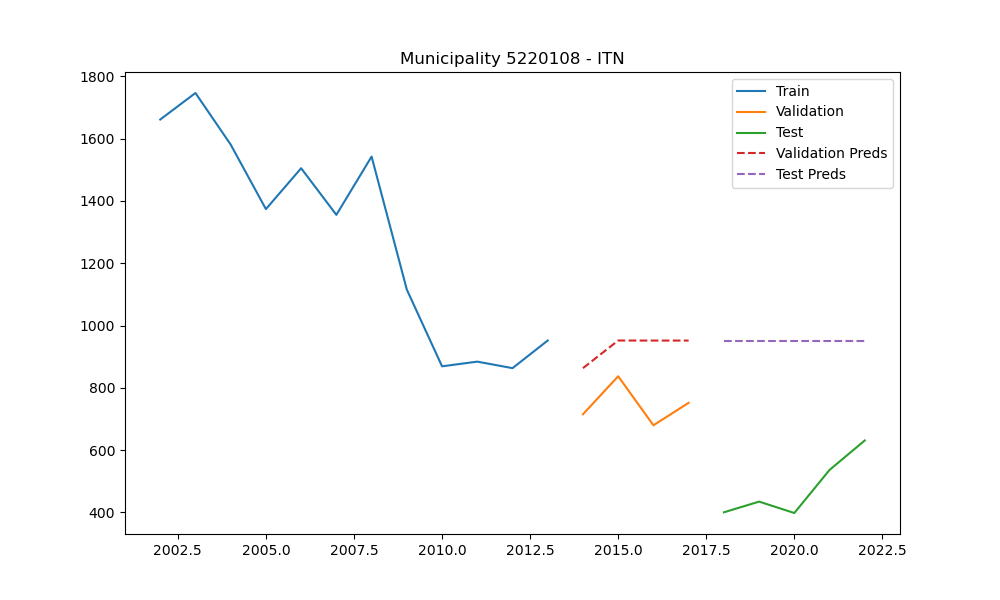 Municipality 5220108 - ITN
1800
1600
1400
1200
1000
800
600
400
2002.5 2005.0 2007.5 2010.0 2012.5 2015.0 2017.5 2020.0 2022.5
Train
Validation
Test
Validation Preds
Test Preds